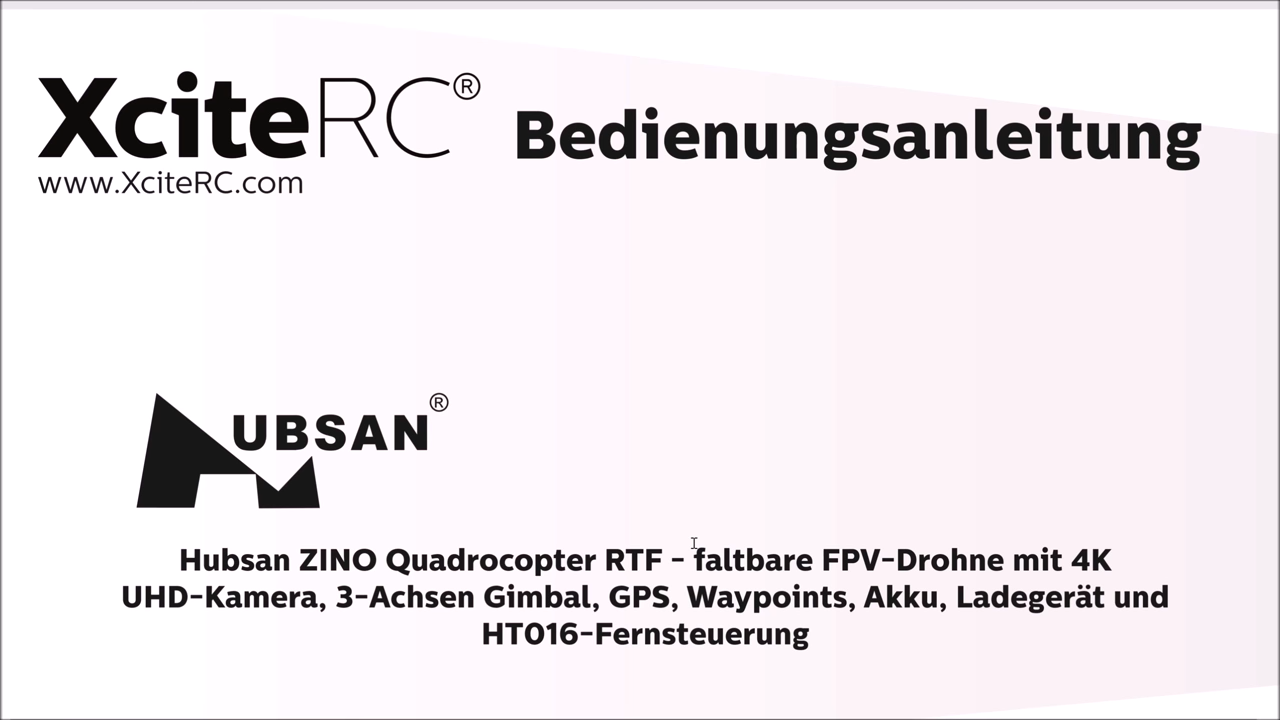 XciteRC®
Bedienungsanleitung
www.XciteRC.com
HUBSAN®
Hubsan ZINO Quadrocopter RTF - faltbare FPV-Drohne mit 4K
UHD-Kamera, 3-Achsen Gimbal, GPS, Waypoints, Akku, Ladegerät und
HT016-Fernsteuerung